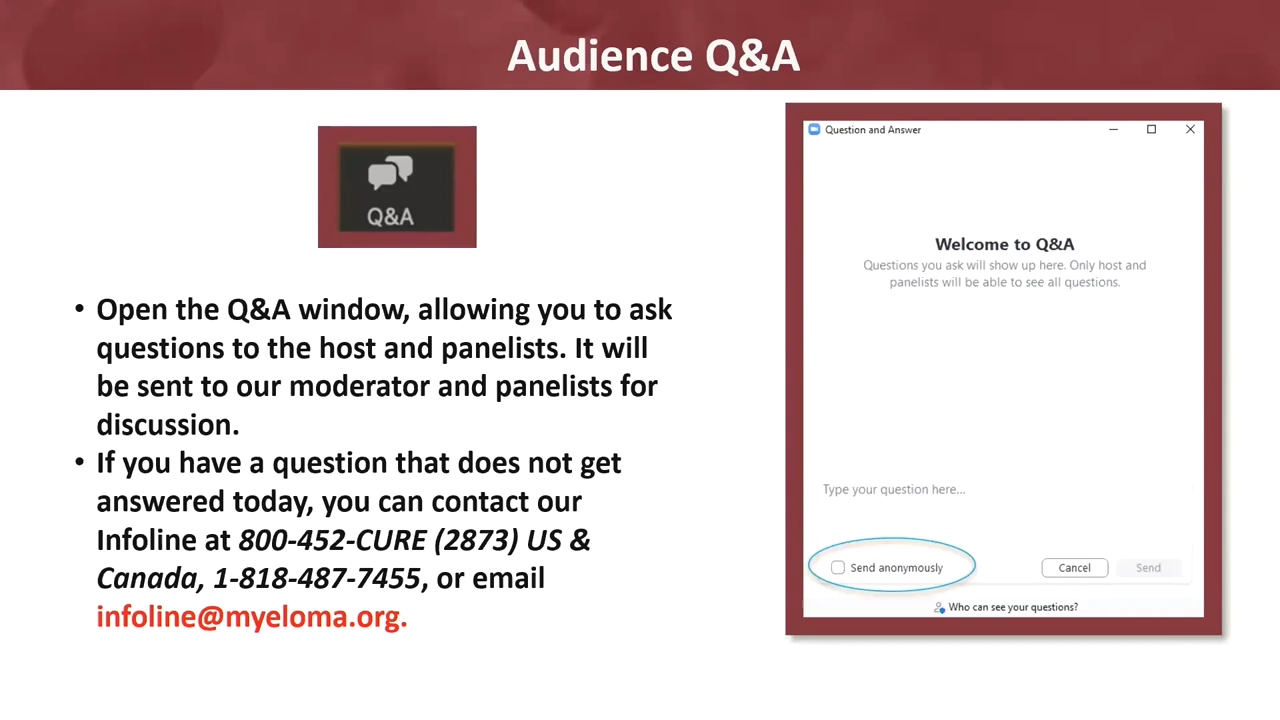 Audience Q&A
Q&A
• Open the Q&A window, allowing you to ask
questions to the host and panelists. It will
be sent to our moderator and panelists for
discussion.
• If you have a question that does not get
answered today, you can contact our
Infoline at 800-452-CURE (2873) US &
Canada, 1-818-487-7455, or email
infoline@myeloma.org.
Question and Answer
Welcome to Q&A
Questions you ask will show up here. Only host and
panelists will be able to see all questions.
Type your question here...
Send anonymously
Cancel
Send
Who can see your questions?